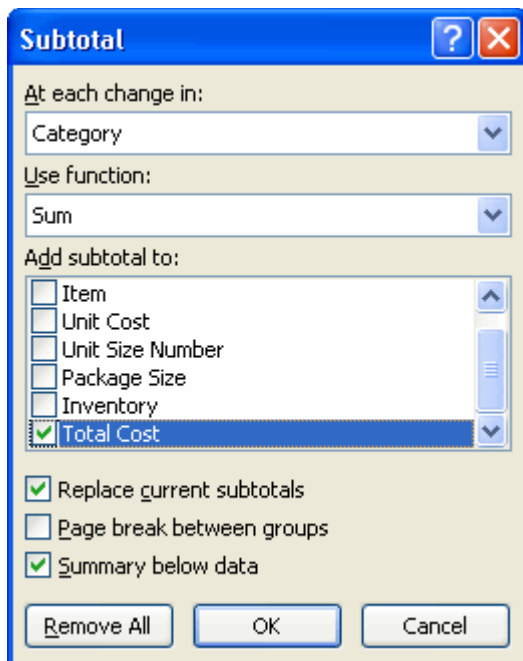 Subtotal
At each change in:
Category
Use function:
Sum
Add subtotal to:
Item
Unit Cost
Unit Size Number
Package Size
Inventory
Total Cost
Replace current subtotals
Page break between groups
Summary below data
Remove All OK Cancel